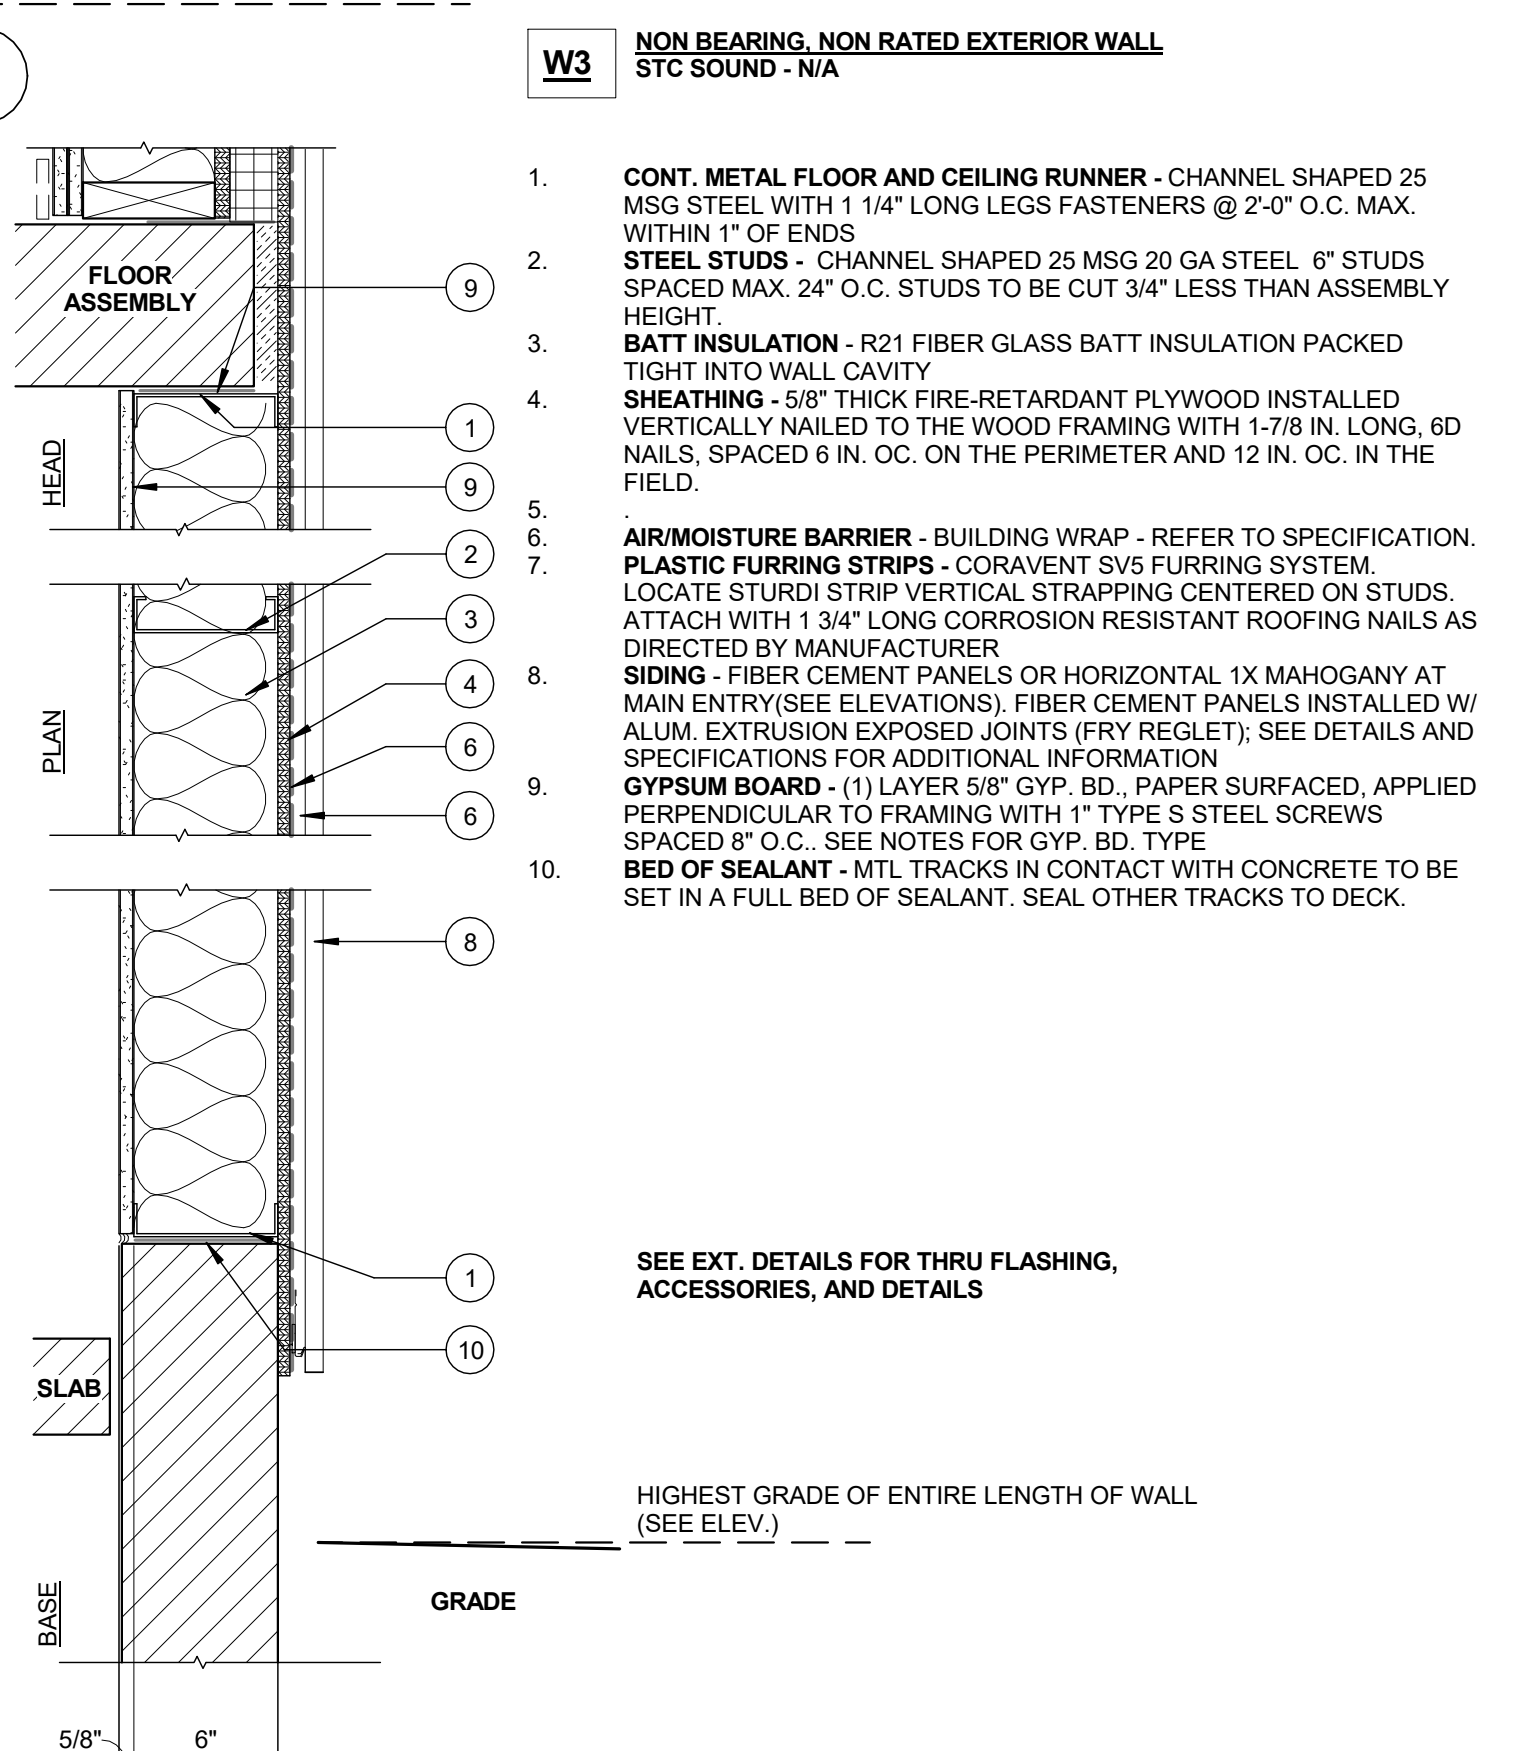 W3
NON BEARING, NON RATED EXTERIOR WALL
STC SOUND - N/A
1. CONT. METAL FLOOR AND CEILING RUNNER - CHANNEL SHAPED 25
MSG STEEL WITH 1 1/4" LONG LEGS FASTENERS @ 2'-0" O.C. MAX.
WITHIN 1" OF ENDS
2. STEEL STUDS - CHANNEL SHAPED 25 MSG 20 GA STEEL 6" STUDS
SPACED MAX. 24" O.C. STUDS TO BE CUT 3/4" LESS THAN ASSEMBLY
HEIGHT.
3. BATT INSULATION - R21 FIBER GLASS BATT INSULATION PACKED
TIGHT INTO WALL CAVITY
4. SHEATHING - 5/8" THICK FIRE-RETARDANT PLYWOOD INSTALLED
VERTICALLY NAILED TO THE WOOD FRAMING WITH 1-7/8 IN. LONG, 6D
NAILS, SPACED 6 IN. OC. ON THE PERIMETER AND 12 IN. OC. IN THE
FIELD.
5. .
6. AIR/MOISTURE BARRIER - BUILDING WRAP - REFER TO SPECIFICATION.
7. PLASTIC FURRING STRIPS - CORAVENT SV5 FURRING SYSTEM.
LOCATE STURDI STRIP VERTICAL STRAPPING CENTERED ON STUDS.
ATTACH WITH 1 3/4" LONG CORROSION RESISTANT ROOFING NAILS AS
DIRECTED BY MANUFACTURER
8. SIDING - FIBER CEMENT PANELS OR HORIZONTAL 1X MAHOGANY AT
MAIN ENTRY(SEE ELEVATIONS). FIBER CEMENT PANELS INSTALLED W/
ALUM. EXTRUSION EXPOSED JOINTS (FRY REGLET); SEE DETAILS AND
SPECIFICATIONS FOR ADDITIONAL INFORMATION
9. GYPSUM BOARD - (1) LAYER 5/8" GYP. BD., PAPER SURFACED, APPLIED
PERPENDICULAR TO FRAMING WITH 1" TYPE S STEEL SCREWS
SPACED 8" O.C.. SEE NOTES FOR GYP. BD. TYPE
10. BED OF SEALANT - MTL TRACKS IN CONTACT WITH CONCRETE TO BE
SET IN A FULL BED OF SEALANT. SEAL OTHER TRACKS TO DECK.
FLOOR
ASSEMBLY
9
1
HEAD
9
2
3
4
PLAN
6
6
8
1
SEE EXT. DETAILS FOR THRU FLASHING,
ACCESSORIES, AND DETAILS
10
SLAB
HIGHEST GRADE OF ENTIRE LENGTH OF WALL
(SEE ELEV.)
GRADE
BASE
5/8"
6"